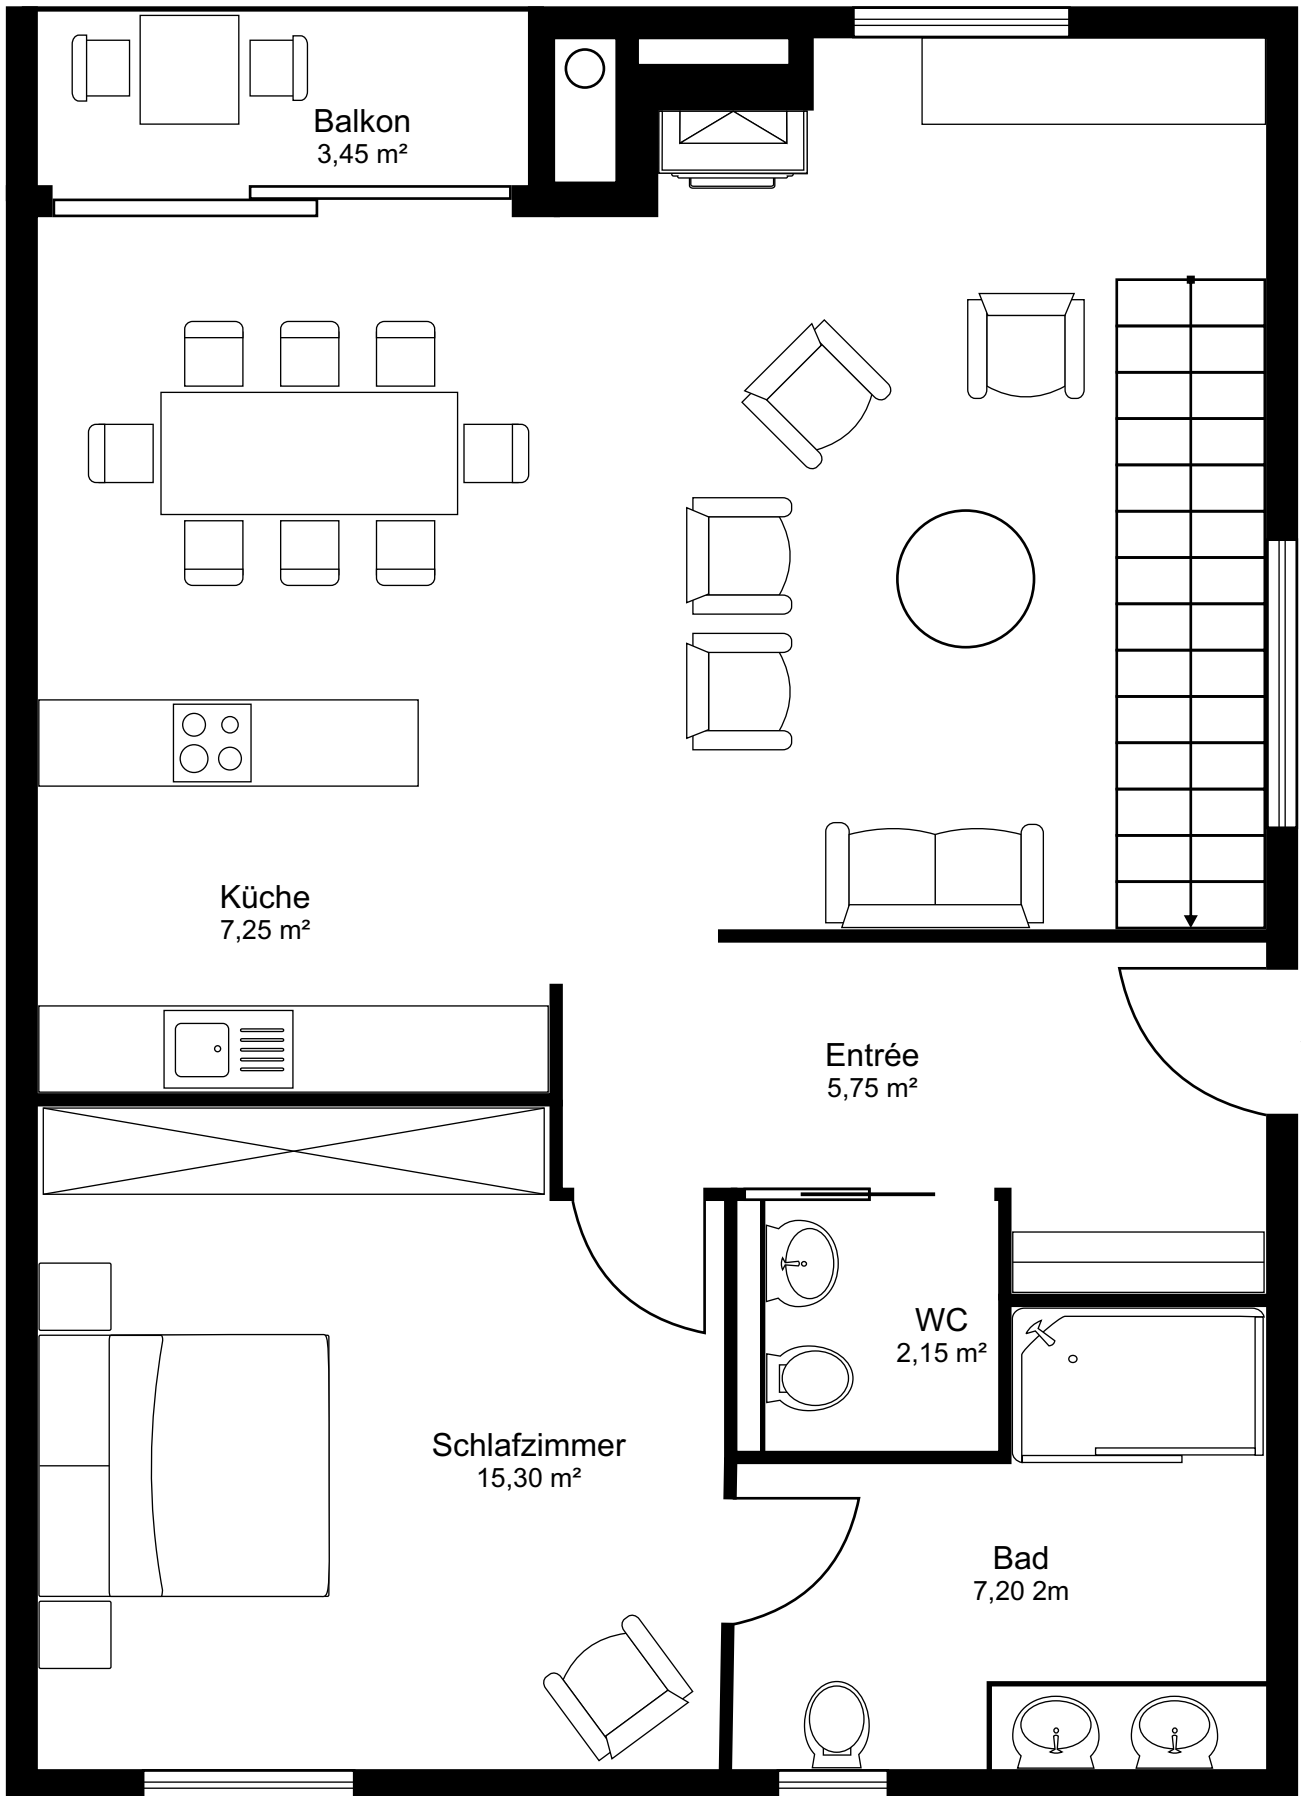 Balkon
3,45 m²
Küche
7,25 m²
Entrée
5,75 m²
WC
2,15 m²
Schlafzimmer
15,30 m²
Bad
7,20 2m